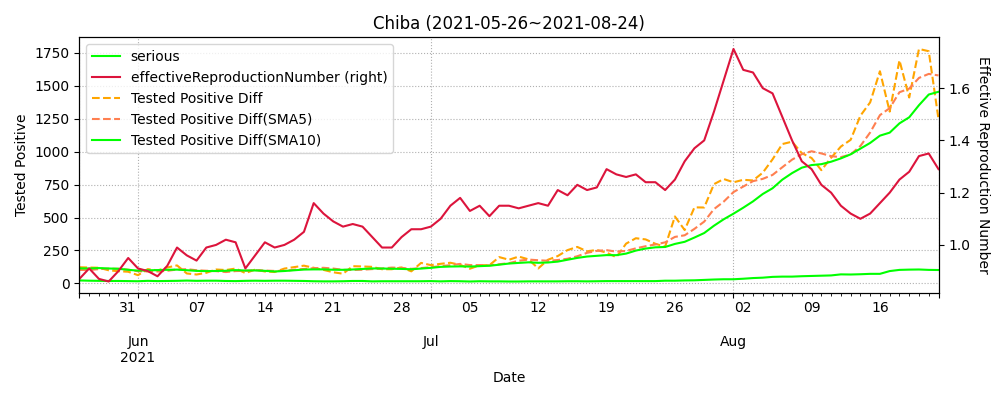 Chiba (2021-05-26~2021-08-24)
serious
effectiveReproductionNumber (right)
Tested Positive Diff
Tested Positive Diff(SMA5)
Tested Positive Diff(SMA10)
Tested Positive
1750
1500
1250
1000
750
500
250
0
Effective Reproduction Number
1.6
1.4
1.2
1.0
31 07 14 21 28 05 12 19 26 02 09 16
Jun Jul Aug
2021
Date